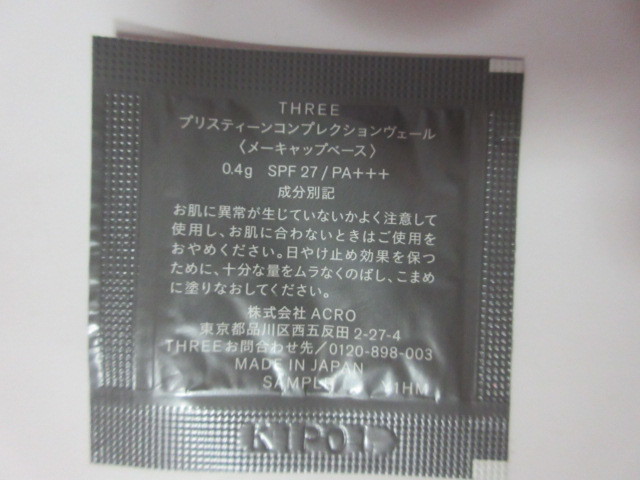 THREE
プリスティーンコンプレクションヴェール
〈メーキャップベース〉
0.4g SPF 27 / PA+++
成分別記
お肌に異常が生じていないかよく注意して
使用し、お肌に合わないときはご使用を
おやめください。日やけ止め効果を保つ
ために、十分な量をムラなくのばし、こまめ
に塗りなおしてください。
株式会社 ACRO
東京都品川区西五反田 2-27-4
THREEお問合わせ先/0120-898-003
MADE IN JAPAN
SAMPLE